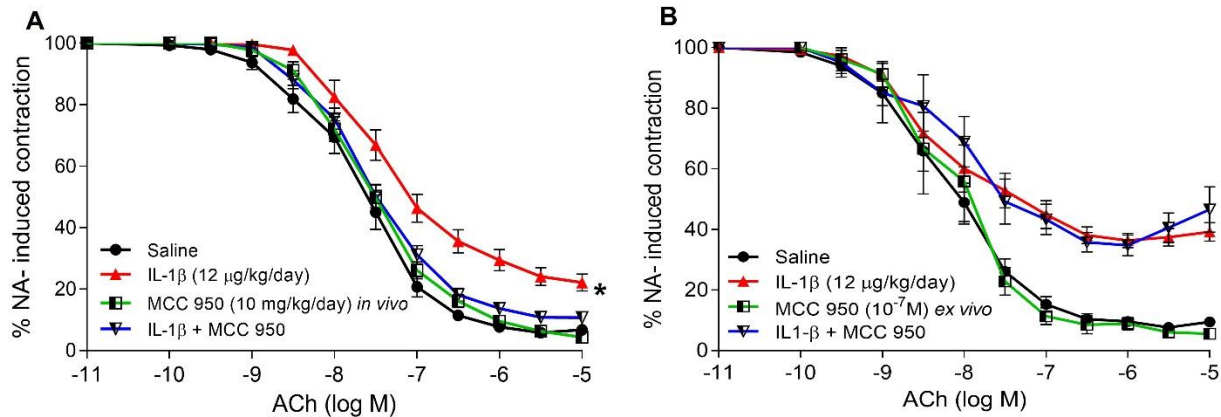 A
% NA- induced contraction
100
80
60
40
20
0
Saline
IL-1β (12 μg/kg/day)
MCC 950 (10 mg/kg/day) in vivo
IL-1β + MCC 950
*
-11 -10 -9 -8 -7 -6 -5
ACh (log M)
B
% NA- induced contraction
100
80
60
40
20
0
Saline
IL-1β (12 μg/kg/day)
MCC 950 (10⁻⁷M) ex vivo
IL1-β + MCC 950
-11 -10 -9 -8 -7 -6 -5
ACh (log M)